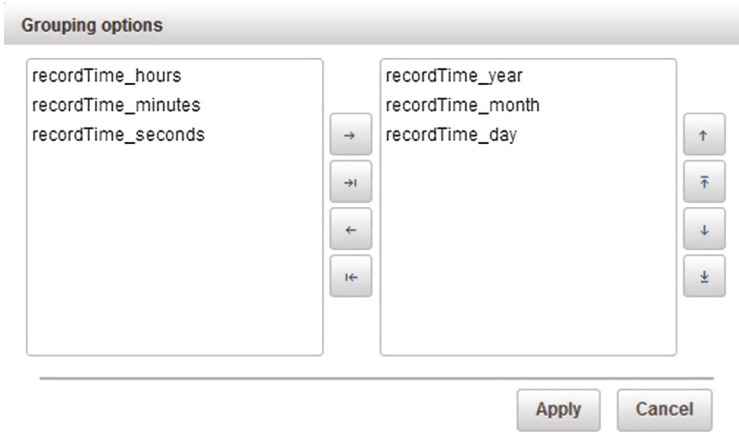 Grouping options
recordTime_hours
recordTime_minutes
recordTime_seconds
recordTime_year
recordTime_month
recordTime_day
Apply
Cancel